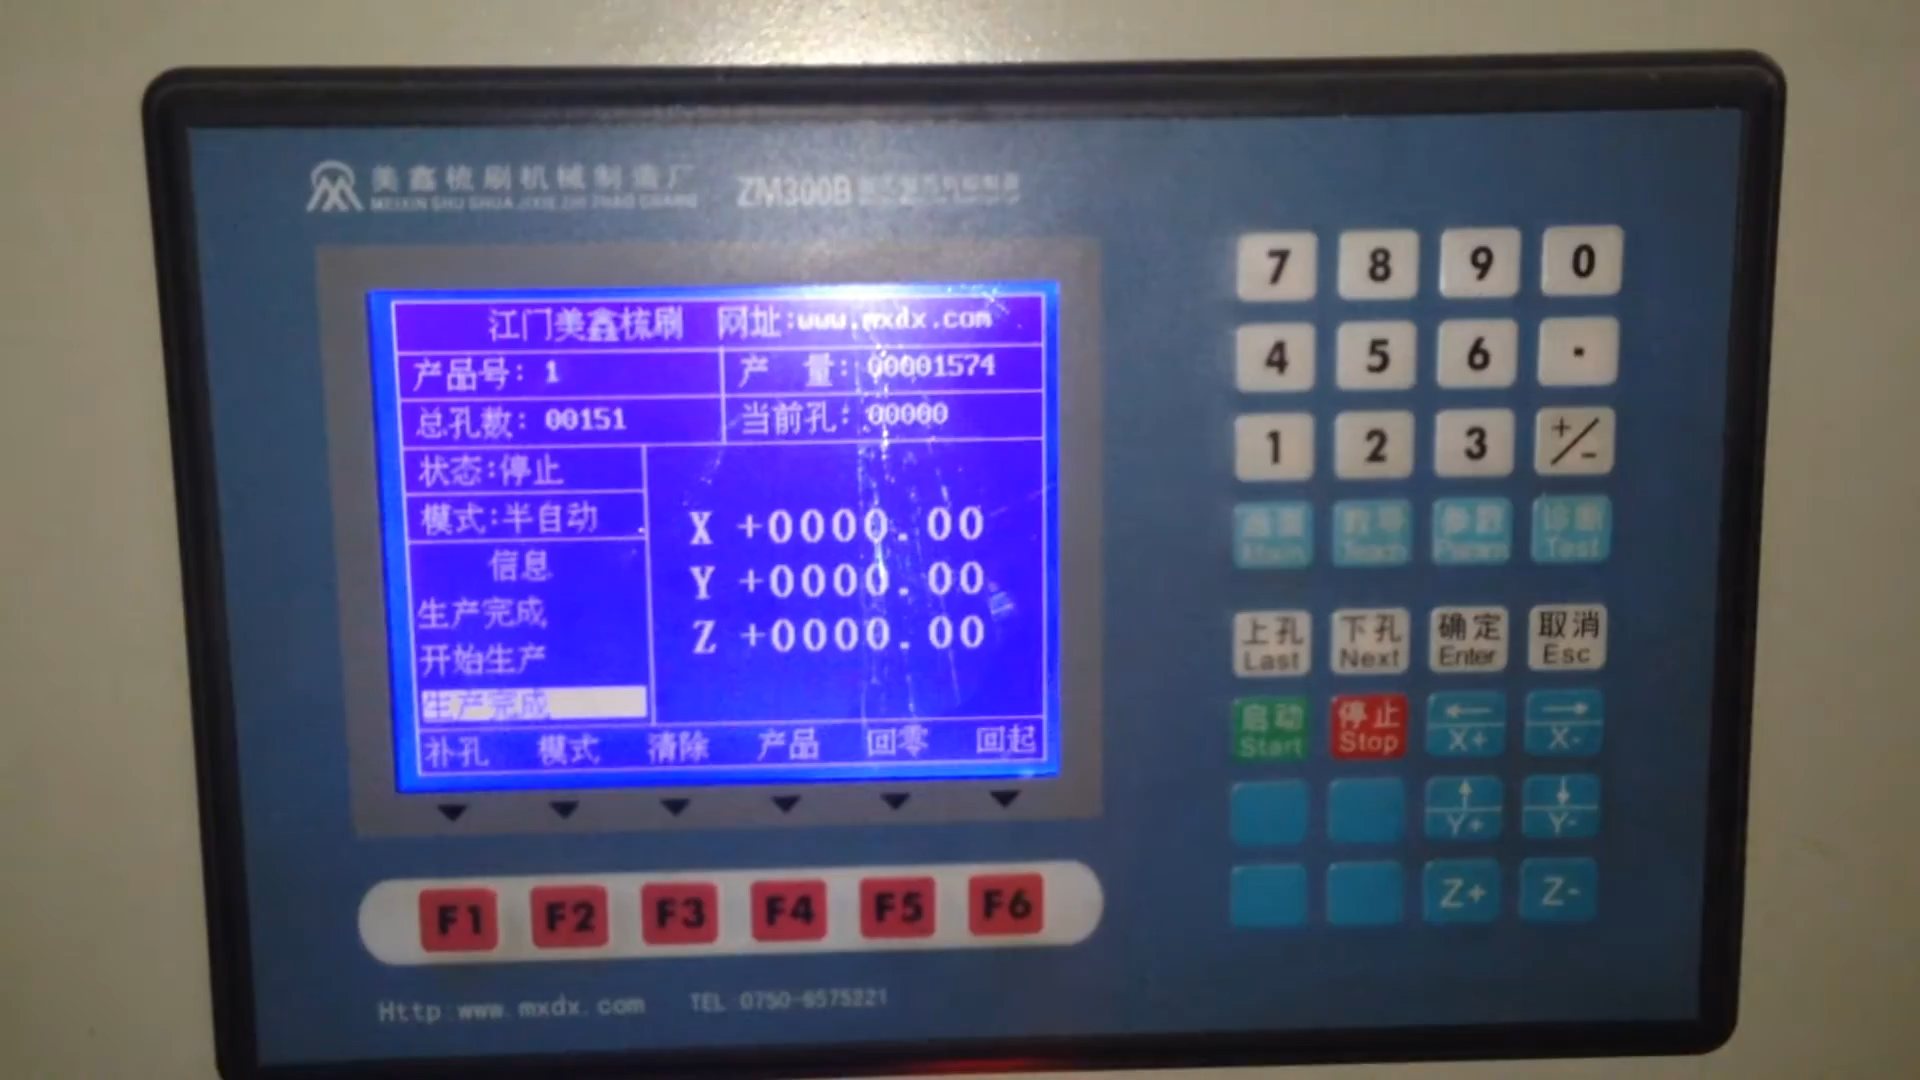 美鑫梳刷机械制造厂
MEIXIN SHU SHUA JIXIE ZHI ZHAO CHANG
ZM300B
江门美鑫梳刷 网址:www.mxdx.com
产品号: 1 产 量: 00001574
总孔数: 00151 当前孔: 00000
状态:停止
模式:半自动
信息
生产完成
开始生产
生产完成
X +0000.00
Y +0000.00
Z +0000.00
补孔 模式 清除 产品 回零 回起
F1 F2 F3 F4 F5 F6
Http:www.mxdx.com TEL:0750-6575221
7 8 9 0
4 5 6 .
1 2 3 +/-
Main 教导 Teach 参数 Param 诊断 Test
上孔 Last 下孔 Next 确定 Enter 取消 Esc
启动 Start 停止 Stop ← X+ → X-
↑ Y+ ↓ Y-
Z+ Z-